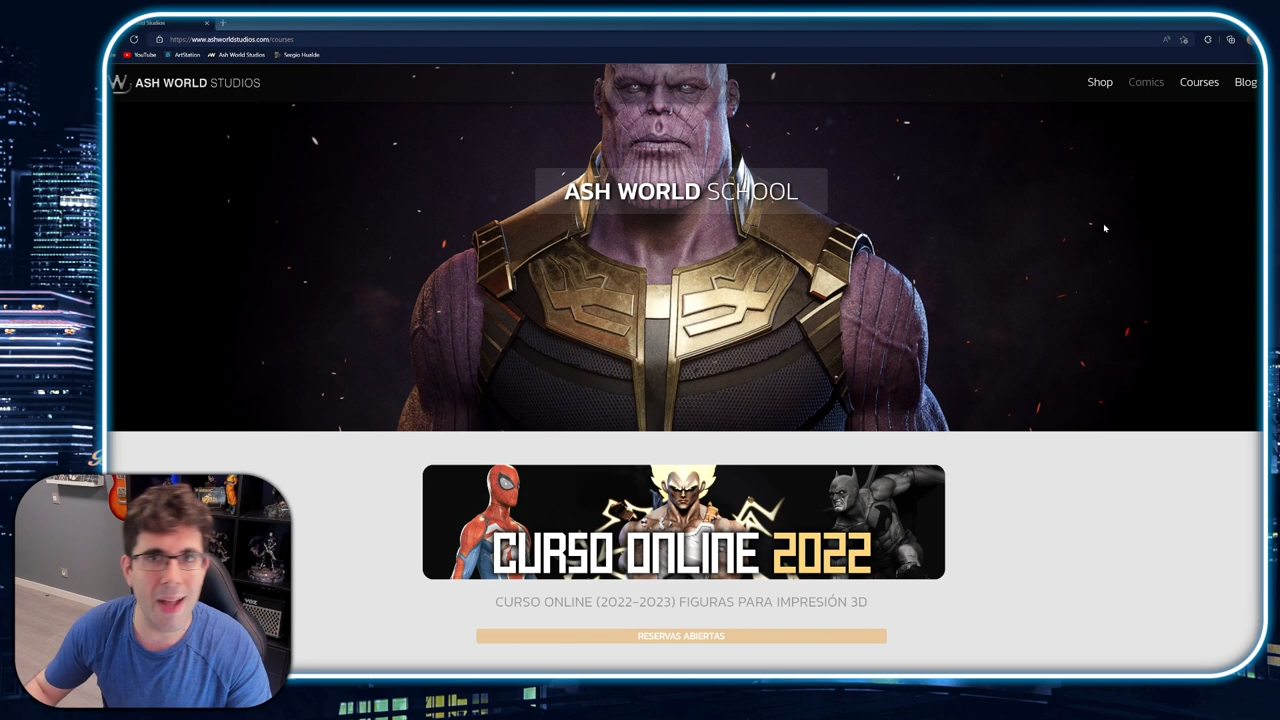 https://www.ashworldstudios.com/courses
YouTube
ArtStation
Ash World Studios
Sergio Hualde
ASH WORLD STUDIOS
Shop
Comics
Courses
Blog
ASH WORLD SCHOOL
CURSO ONLINE 2022
CURSO ONLINE (2022-2023) FIGURAS PARA IMPRESIÓN 3D
RESERVAS ABIERTAS